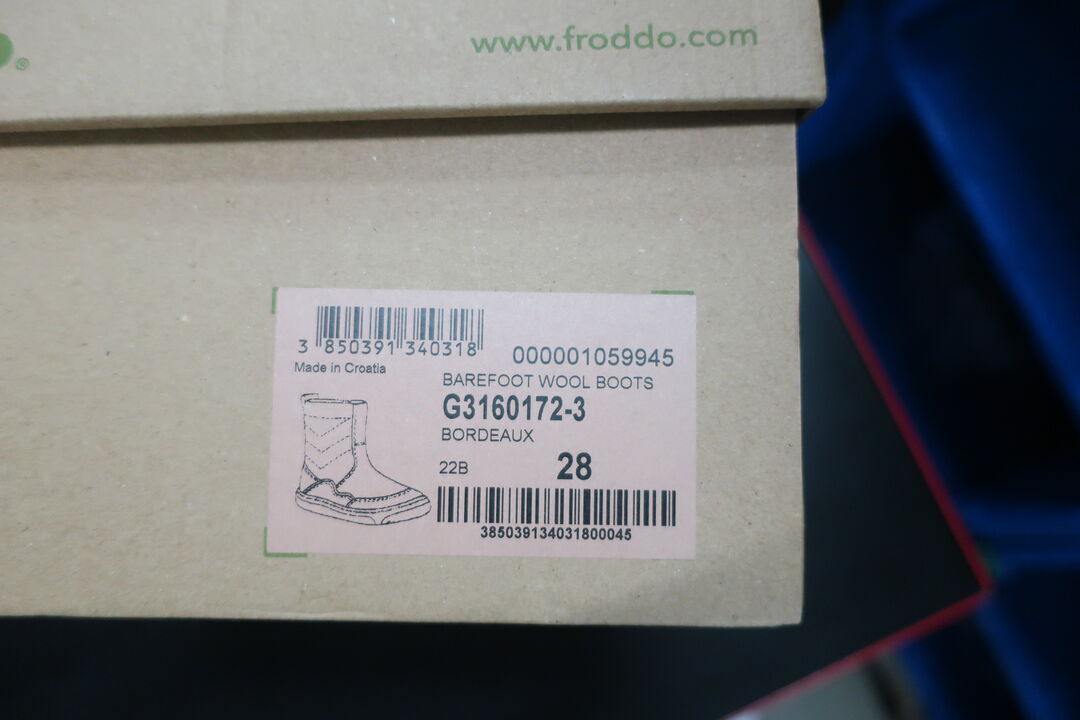 ®
www.froddo.com
3 850391 340318
000001059945
Made in Croatia
BAREFOOT WOOL BOOTS
G3160172-3
BORDEAUX
22B 28
385039134031800045